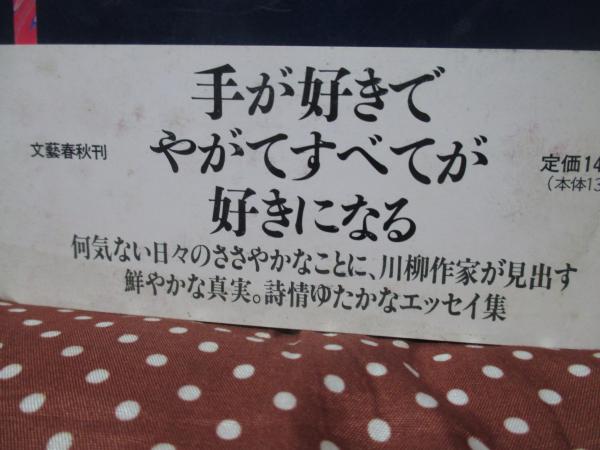 手が好きで
やがてすべてが
好きになる
文藝春秋刊
定価14
(本体13
何気ない日々のささやかなことに、川柳作家が見出す
鮮やかな真実。詩情ゆたかなエッセイ集